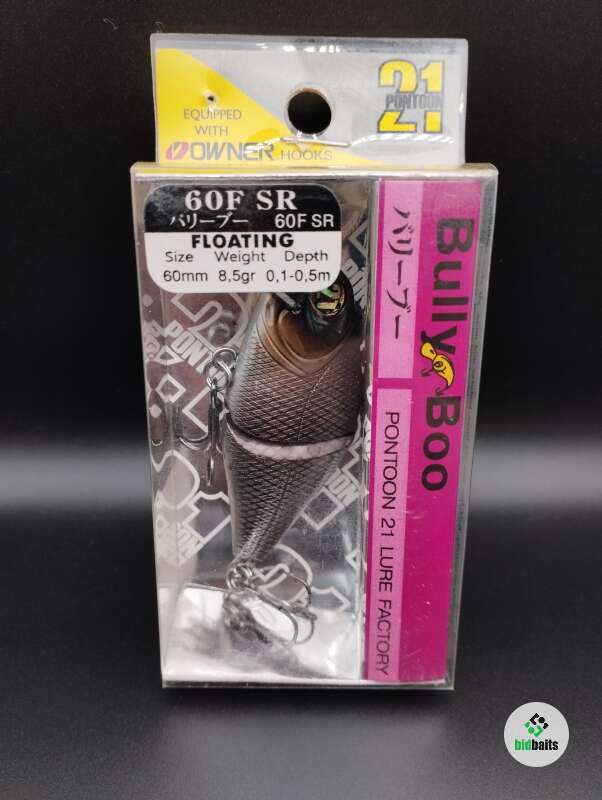 EQUIPPED
WITH
OWNER HOOKS
21
PONTOON
60F SR
バリーブー 60F SR
FLOATING
Size Weight Depth
60mm 8,5gr 0,1-0,5m
Bully Boo
バリーブー
PONTOON 21 LURE FACTORY
bidbaits